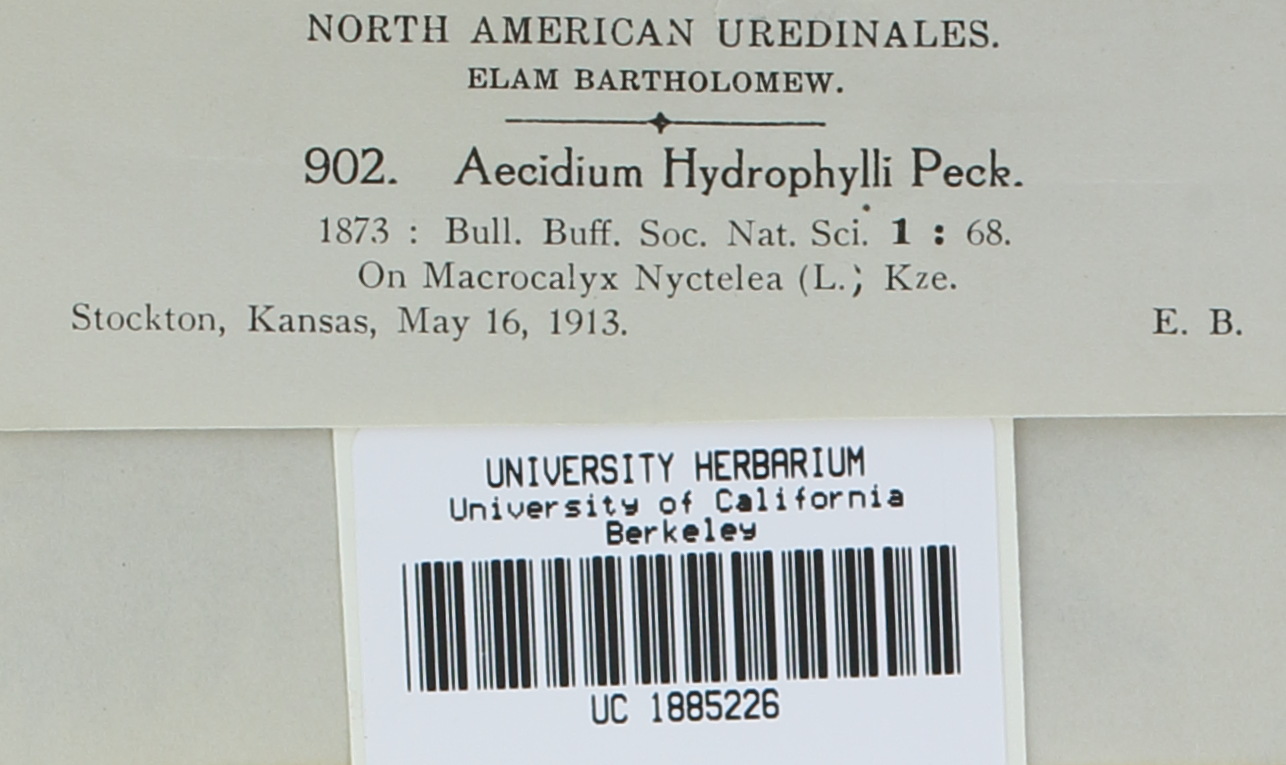 NORTH AMERICAN UREDINALES.
ELAM BARTHOLOMEW.
902. Aecidium Hydrophylli Peck.
1873 : Bull. Buff. Soc. Nat. Sci. 1 : 68.
On Macrocalyx Nyctelea (L.; Kze.
Stockton, Kansas, May 16, 1913. E. B.
UNIVERSITY HERBARIUM
University of California
Berkeley
UC 1885226